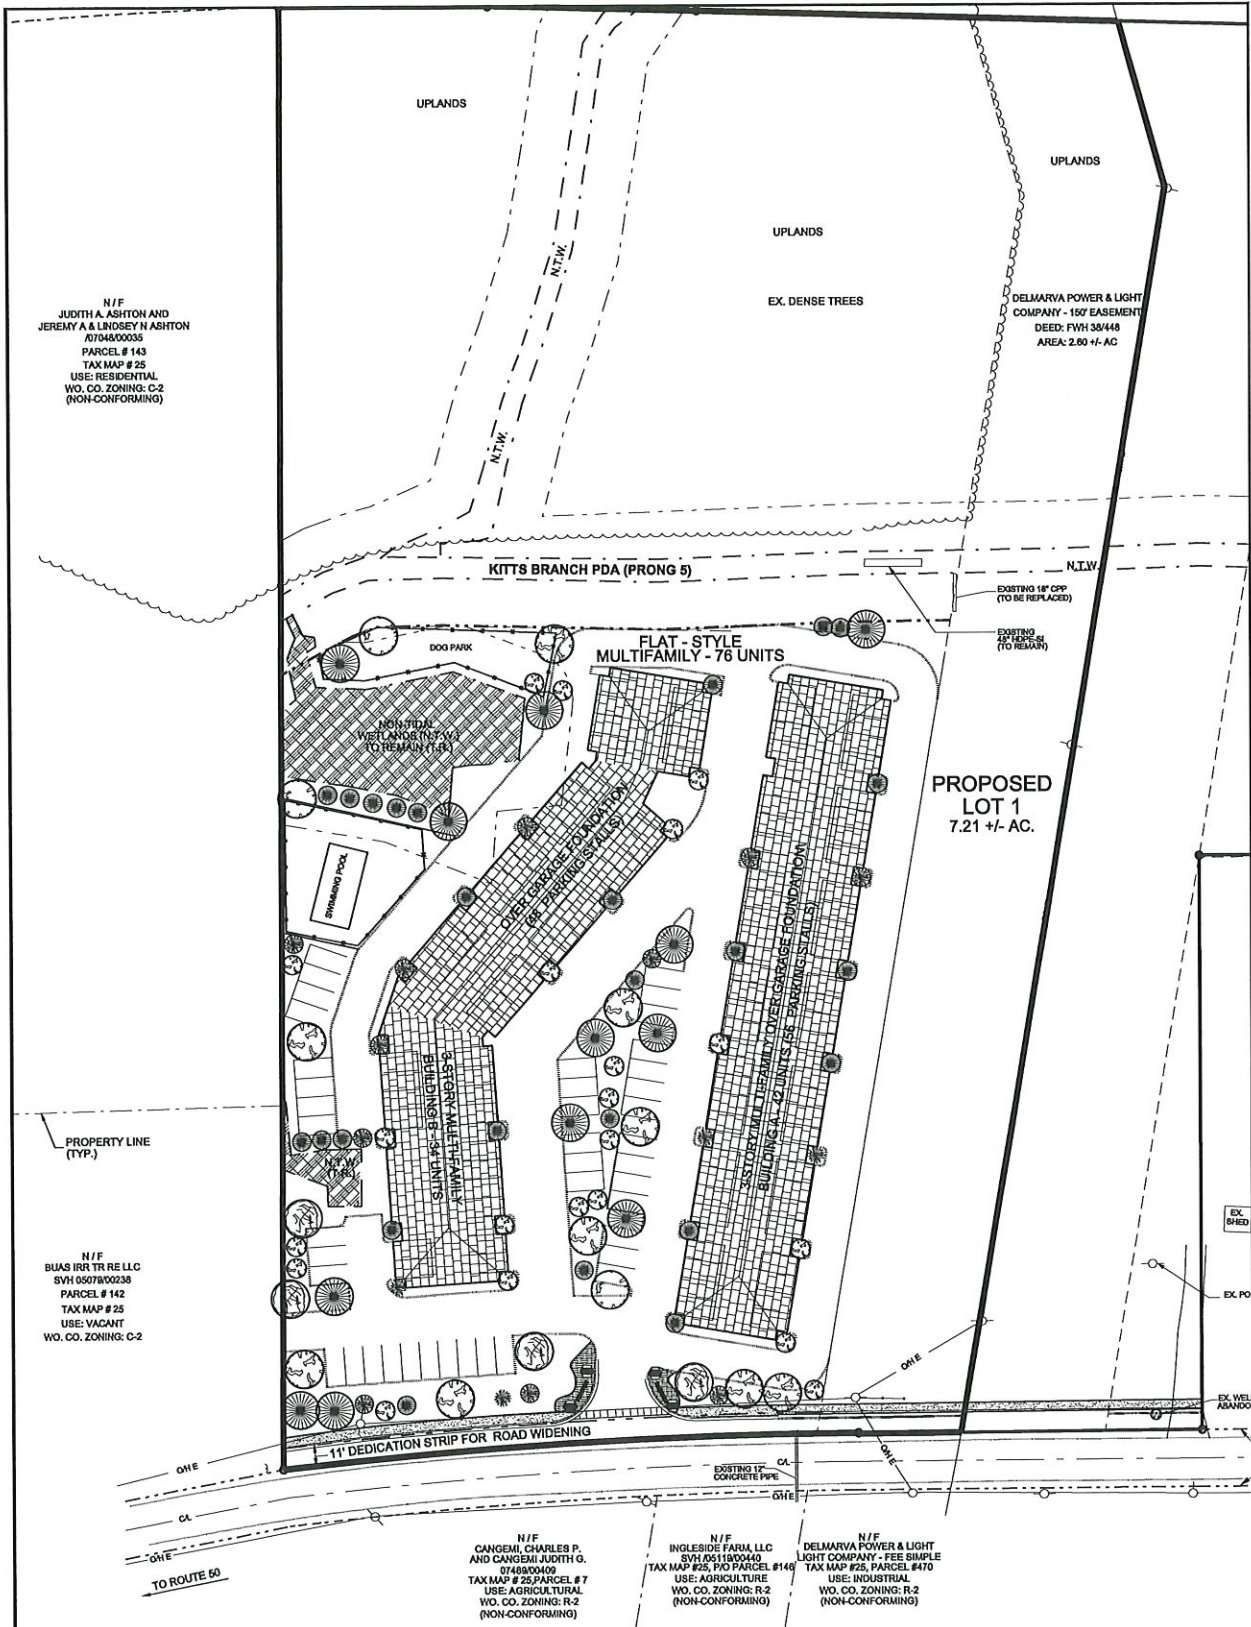 UPLANDS
UPLANDS
UPLANDS
EX. DENSE TREES
N / F
JUDITH A. ASHTON AND
JEREMY A & LINDSEY N ASHTON
/07048/00035
PARCEL # 143
TAX MAP # 25
USE: RESIDENTIAL
WO. CO. ZONING: C-2
(NON-CONFORMING)
DELMARVA POWER & LIGHT
COMPANY - 150' EASEMENT
DEED: FWH 38/448
AREA: 2.60 +/- AC
N.T.W.
N.T.W.
KITTS BRANCH PDA (PRONG 5)
N.T.W.
EXISTING 18" CPP
(TO BE REPLACED)
EXISTING
48" HDPE-SI
(TO REMAIN)
DOG PARK
FLAT - STYLE
MULTIFAMILY - 76 UNITS
NON-TIDAL
WETLANDS (N.T.W.)
TO REMAIN (T.R.)
PROPOSED
LOT 1
7.21 +/- AC.
SWIMMING POOL
OVER GARAGE FOUNDATION
(48 PARKING STALLS)
3-STORY MULTI-FAMILY
BUILDING B - 34 UNITS
3-STORY MULTI-FAMILY OVER GARAGE FOUNDATION
BUILDING A - 42 UNITS (56 PARKING STALLS)
PROPERTY LINE
(TYP.)
N.T.W.
(T.R.)
N / F
BUAS IRR TR RE LLC
SVH 05079/00238
PARCEL # 142
TAX MAP # 25
USE: VACANT
WO. CO. ZONING: C-2
EX.
SHED
EX. PO
EX. WEL
ABANDO
O/H E
O/H E
11' DEDICATION STRIP FOR ROAD WIDENING
O/H E
C/L
C/L
EXISTING 12"
CONCRETE PIPE
O/H E
O/H E
TO ROUTE 50
N / F
CANGEMI, CHARLES P.
AND CANGEMI JUDITH G.
07489/00409
TAX MAP # 25,PARCEL # 7
USE: AGRICULTURAL
WO. CO. ZONING: R-2
(NON-CONFORMING)
N / F
INGLESIDE FARM, LLC
SVH /05119/00440
TAX MAP #25, P/O PARCEL #146
USE: AGRICULTURE
WO. CO. ZONING: R-2
(NON-CONFORMING)
N / F
DELMARVA POWER & LIGHT
LIGHT COMPANY - FEE SIMPLE
TAX MAP #25, PARCEL #470
USE: INDUSTRIAL
WO. CO. ZONING: R-2
(NON-CONFORMING)